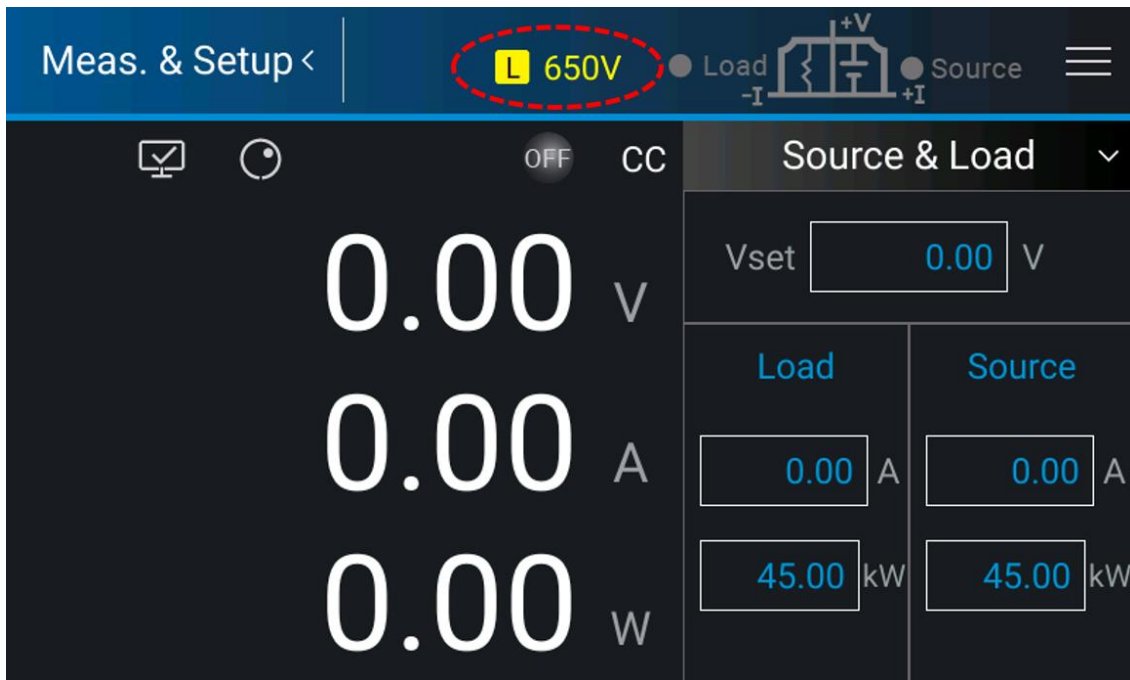 Meas. & Setup <
L 650V
Load
-I
+V
+I
Source
OFF CC
Source & Load
0.00 V
0.00 A
0.00 W
Vset 0.00 V
Load Source
0.00 A 0.00 A
45.00 kW 45.00 kW